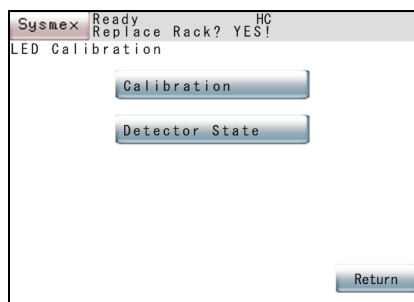 Sysmex Ready HC
Replace Rack? YES!
LED Calibration
Calibration
Detector State
Return